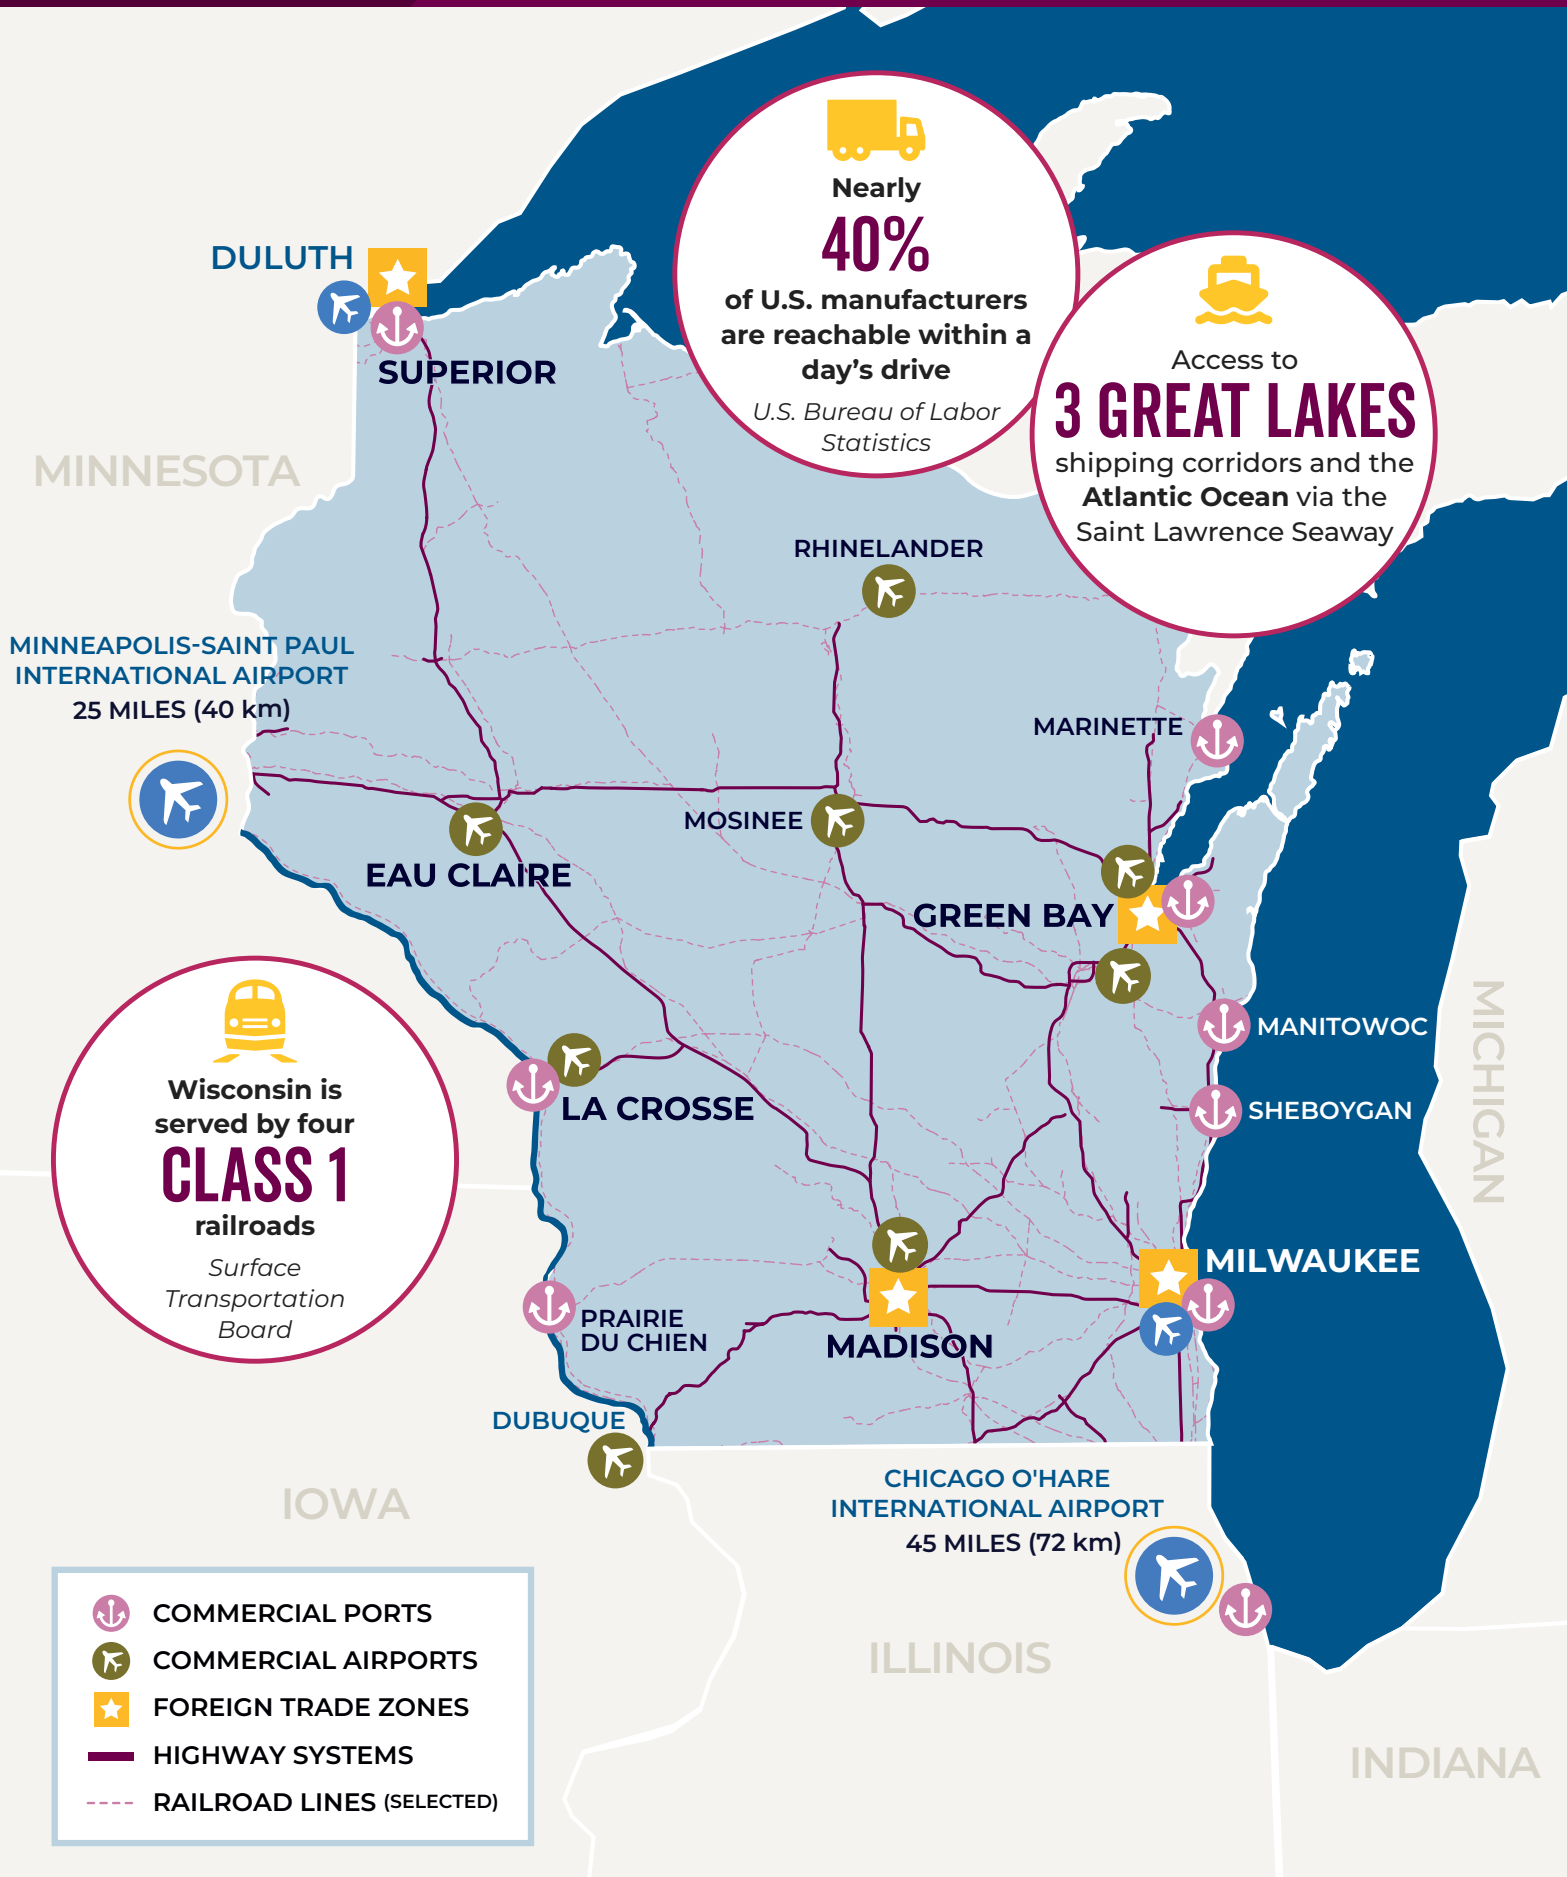 Nearly
40%
of U.S. manufacturers
are reachable within a
day's drive
U.S. Bureau of Labor
Statistics
Access to
3 GREAT LAKES
shipping corridors and the
Atlantic Ocean via the
Saint Lawrence Seaway
DULUTH
SUPERIOR
MINNESOTA
RHINELANDER
MINNEAPOLIS-SAINT PAUL
INTERNATIONAL AIRPORT
25 MILES (40 km)
MARINETTE
MOSINEE
EAU CLAIRE
GREEN BAY
MANITOWOC
MICHIGAN
SHEBOYGAN
LA CROSSE
Wisconsin is
served by four
CLASS 1
railroads
Surface
Transportation
Board
MILWAUKEE
PRAIRIE
DU CHIEN
MADISON
DUBUQUE
IOWA
CHICAGO O'HARE
INTERNATIONAL AIRPORT
45 MILES (72 km)
ILLINOIS
INDIANA
COMMERCIAL PORTS
COMMERCIAL AIRPORTS
FOREIGN TRADE ZONES
HIGHWAY SYSTEMS
RAILROAD LINES (SELECTED)